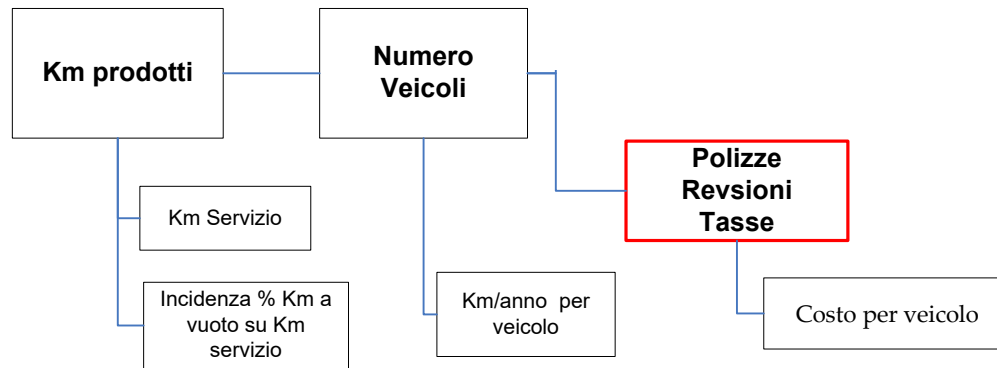 Km prodotti
Numero
Veicoli
Polizze
Revsioni
Tasse
Km Servizio
Incidenza % Km a
vuoto su Km
servizio
Km/anno per
veicolo
Costo per veicolo